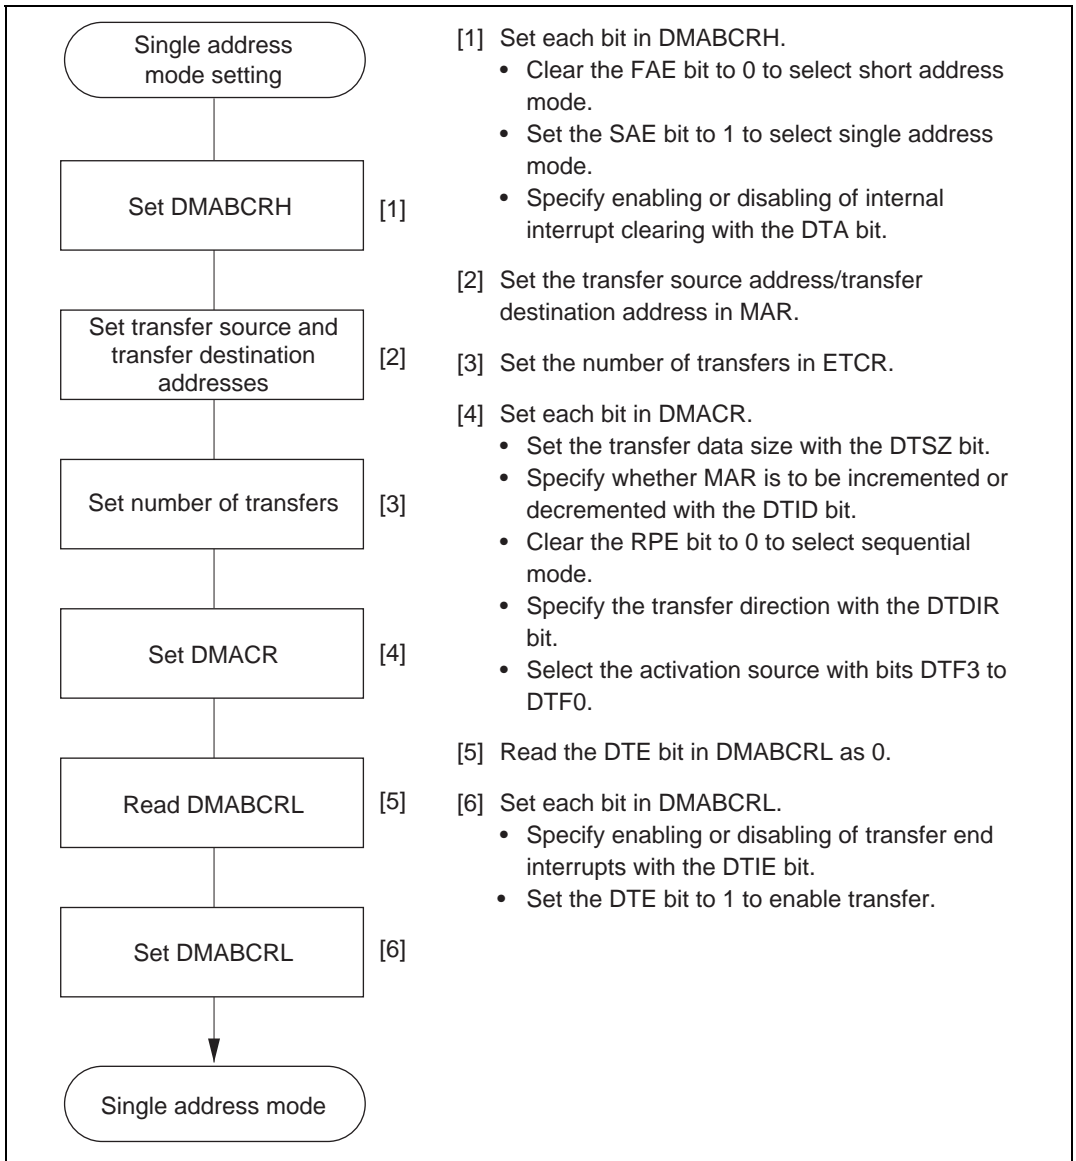 Single address
mode setting
Set DMABCRH
[1]
Set transfer source and
transfer destination
addresses
[2]
Set number of transfers
[3]
Set DMACR
[4]
Read DMABCRL
[5]
Set DMABCRL
[6]
Single address mode
[1] Set each bit in DMABCRH.
• Clear the FAE bit to 0 to select short address
mode.
• Set the SAE bit to 1 to select single address
mode.
• Specify enabling or disabling of internal
interrupt clearing with the DTA bit.
[2] Set the transfer source address/transfer
destination address in MAR.
[3] Set the number of transfers in ETCR.
[4] Set each bit in DMACR.
• Set the transfer data size with the DTSZ bit.
• Specify whether MAR is to be incremented or
decremented with the DTID bit.
• Clear the RPE bit to 0 to select sequential
mode.
• Specify the transfer direction with the DTDIR
bit.
• Select the activation source with bits DTF3 to
DTF0.
[5] Read the DTE bit in DMABCRL as 0.
[6] Set each bit in DMABCRL.
• Specify enabling or disabling of transfer end
interrupts with the DTIE bit.
• Set the DTE bit to 1 to enable transfer.